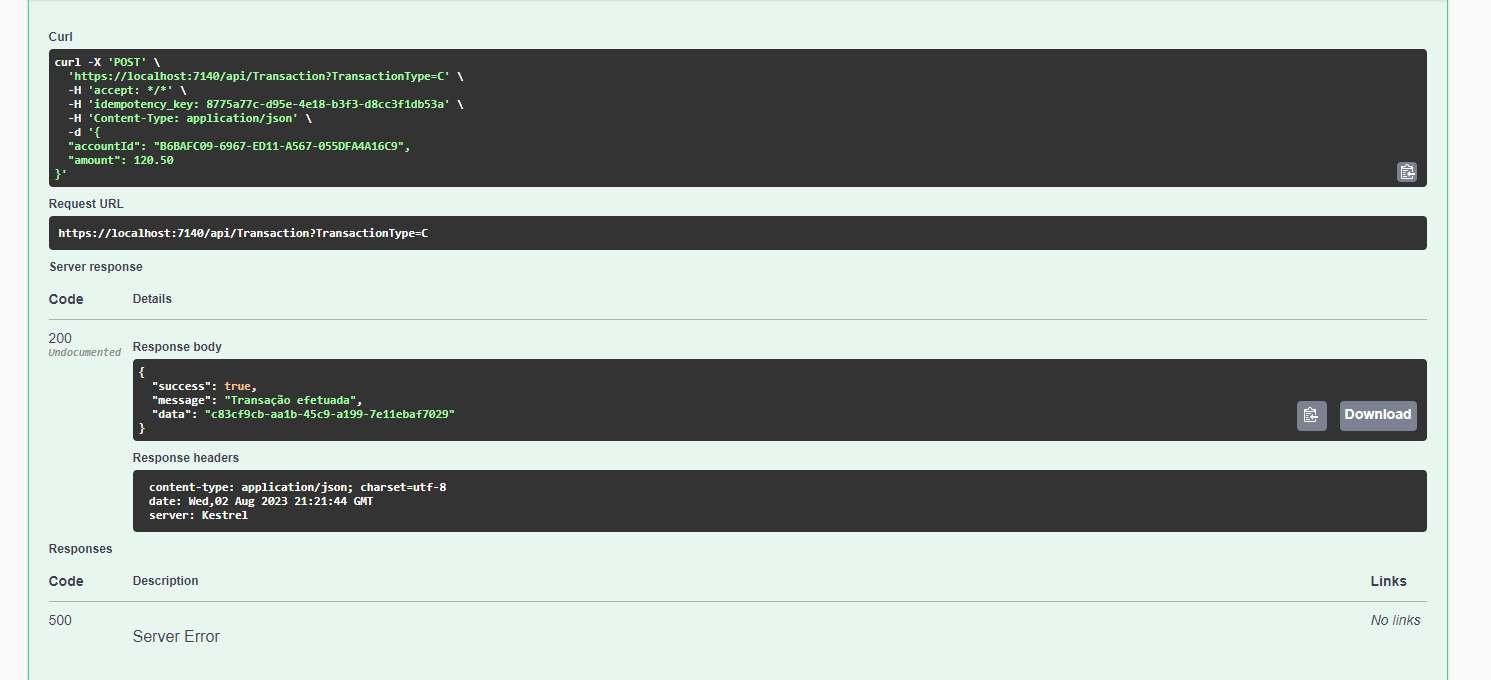 Curl
curl -X 'POST' \
  'https://localhost:7140/api/Transaction?TransactionType=C' \
  -H 'accept: */*' \
  -H 'idempotency_key: 8775a77c-d95e-4e18-b3f3-d8cc3f1db53a' \
  -H 'Content-Type: application/json' \
  -d '{
  "accountId": "B6BAFC09-6967-ED11-A567-055DFA4A16C9",
  "amount": 120.50
}'
Request URL
https://localhost:7140/api/Transaction?TransactionType=C
Server response
Code Details
200
Undocumented
Response body
{
  "success": true,
  "message": "Transação efetuada",
  "data": "c83cf9cb-aa1b-45c9-a199-7e11ebaf7029"
}
Download
Response headers
content-type: application/json; charset=utf-8
date: Wed,02 Aug 2023 21:21:44 GMT
server: Kestrel
Responses
Code Description Links
500 No links
Server Error